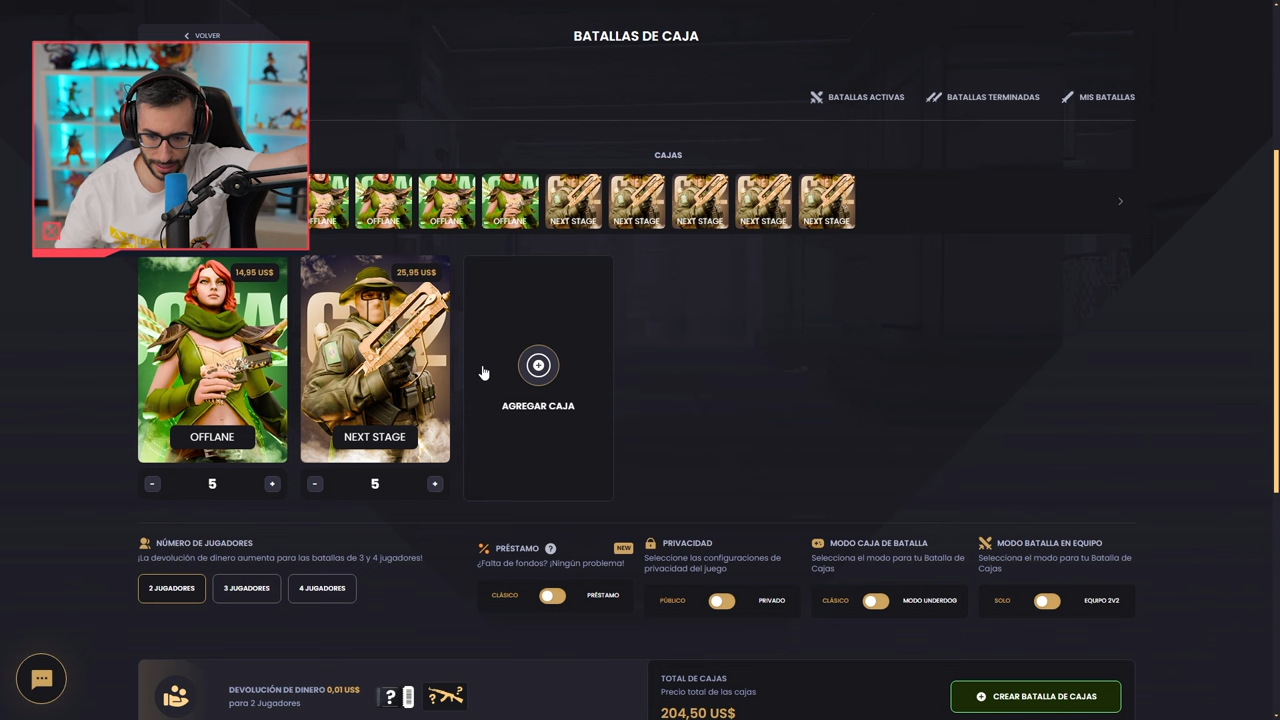 VOLVER
BATALLAS DE CAJA
BATALLAS ACTIVAS
BATALLAS TERMINADAS
MIS BATALLAS
CAJAS
OFFLANE
OFFLANE
OFFLANE
NEXT STAGE
NEXT STAGE
NEXT STAGE
NEXT STAGE
NEXT STAGE
14,95 US$
25,95 US$
OFFLANE
NEXT STAGE
AGREGAR CAJA
- 5 +
- 5 +
NÚMERO DE JUGADORES
¡La devolución de dinero aumenta para las batallas de 3 y 4 jugadores!
2 JUGADORES
3 JUGADORES
4 JUGADORES
PRÉSTAMO ?
NEW
¿Falta de fondos? ¡Ningún problema!
CLÁSICO
PRÉSTAMO
PRIVACIDAD
Seleccione las configuraciones de
privacidad del juego
PÚBLICO
PRIVADO
MODO CAJA DE BATALLA
Selecciona el modo para tu Batalla de
Cajas
CLÁSICO
MODO UNDERDOG
MODO BATALLA EN EQUIPO
Selecciona el modo para tu Batalla de
Cajas
SOLO
EQUIPO 2V2
DEVOLUCIÓN DE DINERO 0,01 US$
para 2 Jugadores
TOTAL DE CAJAS
Precio total de las cajas
204,50 US$
CREAR BATALLA DE CAJAS